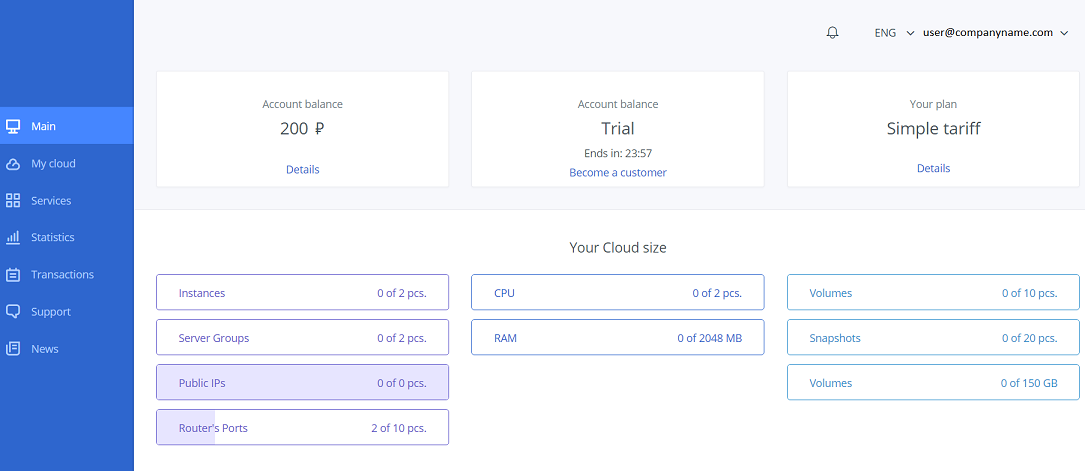 ENG user@companyname.com
Main
My cloud
Services
Statistics
Transactions
Support
News
Account balance
200 ₽
Details
Account balance
Trial
Ends in: 23:57
Become a customer
Your plan
Simple tariff
Details
Your Cloud size
Instances 0 of 2 pcs.
Server Groups 0 of 2 pcs.
Public IPs 0 of 0 pcs.
Router's Ports 2 of 10 pcs.
CPU 0 of 2 pcs.
RAM 0 of 2048 MB
Volumes 0 of 10 pcs.
Snapshots 0 of 20 pcs.
Volumes 0 of 150 GB